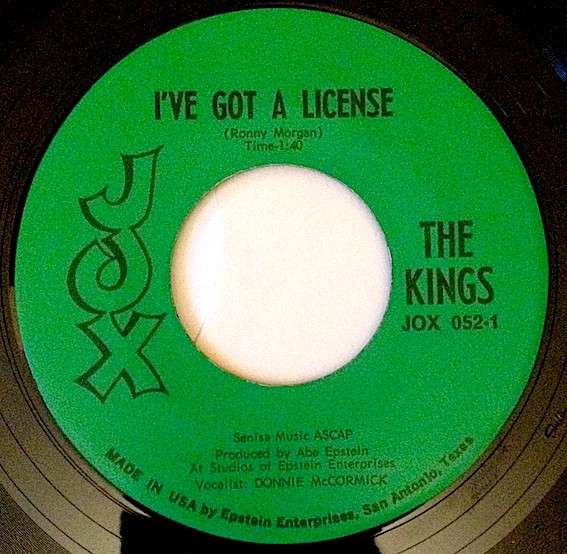 I'VE GOT A LICENSE
(Ronny Morgan)
Time-1:40
JOX
THE
KINGS
JOX 052-1
Senisa Music ASCAP
Produced by Abe Epstein
At Studios of Epstein Enterprises
Vocalist: DONNIE McCORMICK
MADE IN USA by Epstein Enterprises, San Antonio, Texas